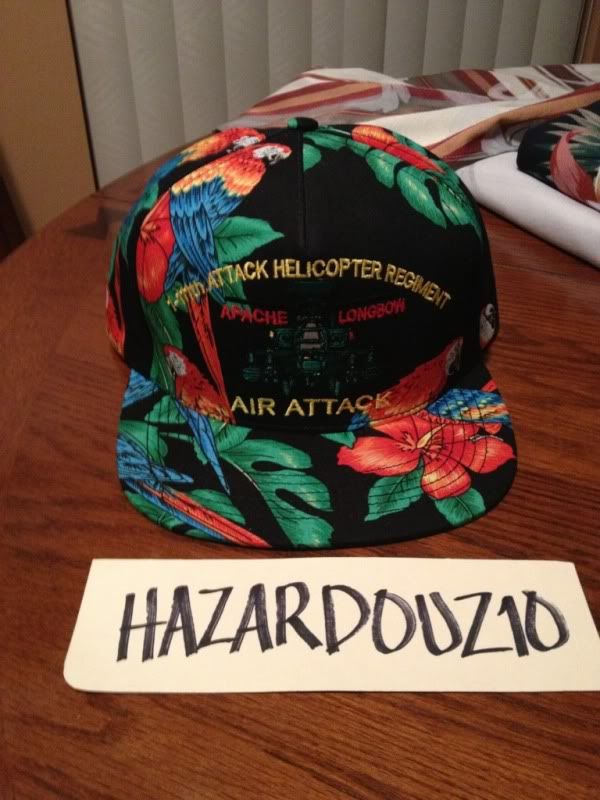 ATTACK HELICOPTER REGIMENT
APACHE LONGBOW
AIR ATTACK
HAZARDOUZ10